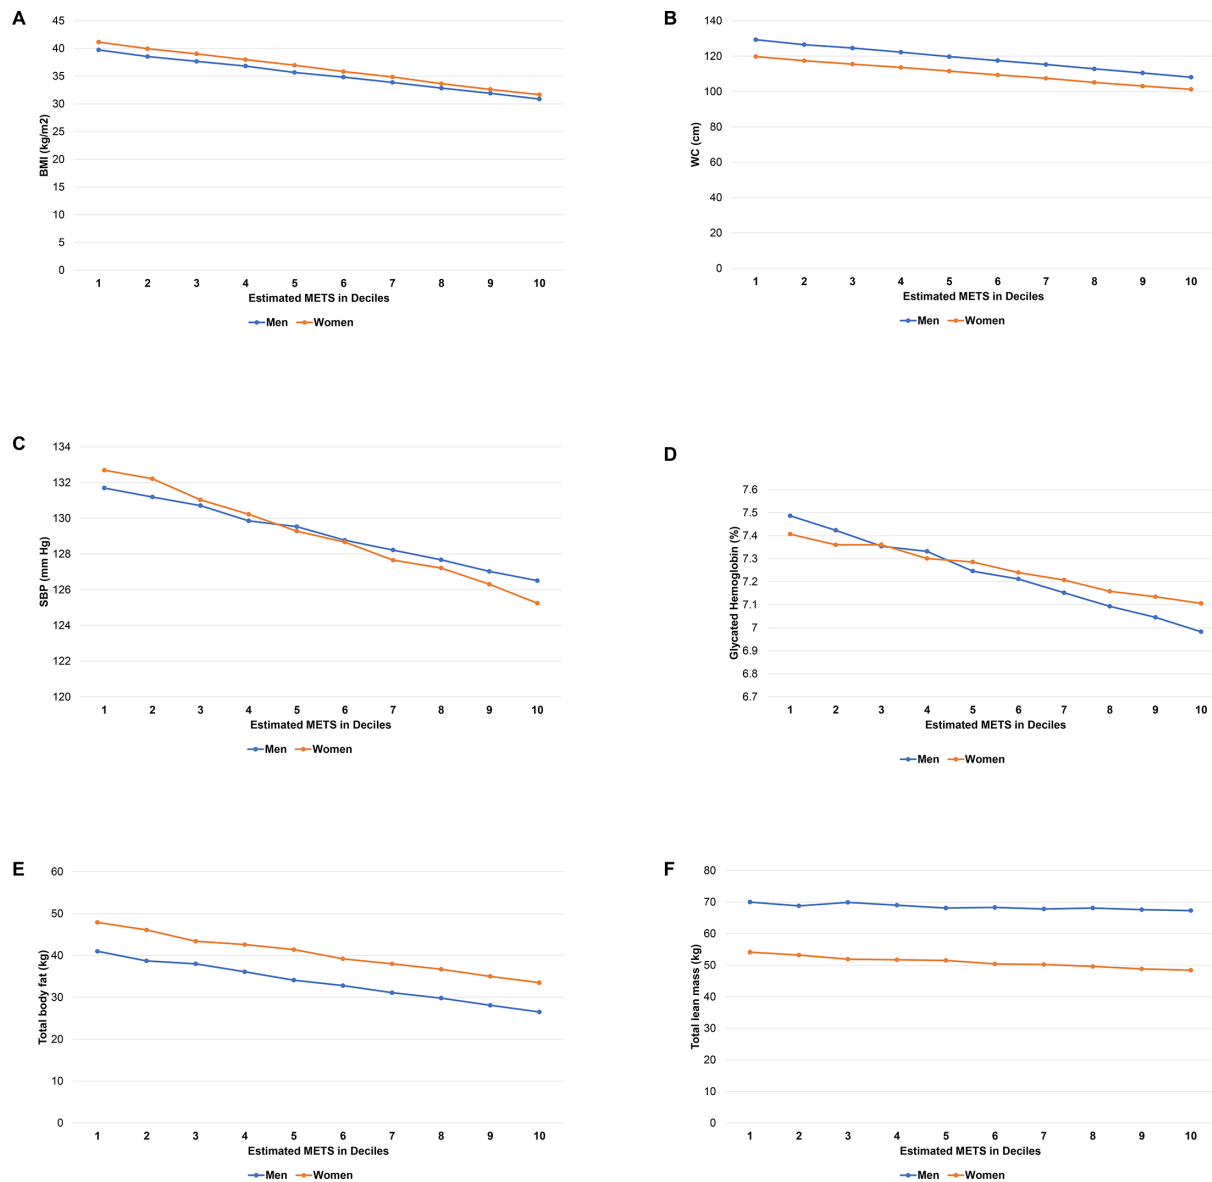 A
BMI (kg/m2)
45
40
35
30
25
20
15
10
5
0
1 2 3 4 5 6 7 8 9 10
Estimated METS in Deciles
Men Women
B
WC (cm)
140
120
100
80
60
40
20
0
1 2 3 4 5 6 7 8 9 10
Estimated METS in Deciles
Men Women
C
SBP (mm Hg)
134
132
130
128
126
124
122
120
1 2 3 4 5 6 7 8 9 10
Estimated METS in Deciles
Men Women
D
Glycated Hemoglobin (%)
7.6
7.5
7.4
7.3
7.2
7.1
7
6.9
6.8
6.7
1 2 3 4 5 6 7 8 9 10
Estimated METS in Deciles
Men Women
E
Total body fat (kg)
60
50
40
30
20
10
0
1 2 3 4 5 6 7 8 9 10
Estimated METS in Deciles
Men Women
F
Total lean mass (kg)
80
70
60
50
40
30
20
10
0
1 2 3 4 5 6 7 8 9 10
Estimated METS in Deciles
Men Women